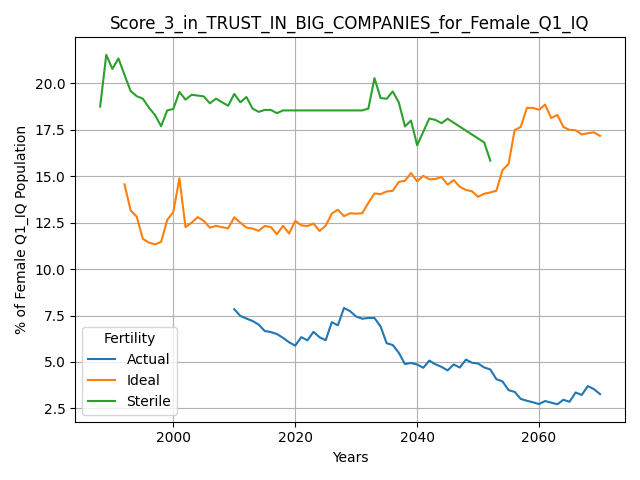 Score_3_in_TRUST_IN_BIG_COMPANIES_for_Female_Q1_IQ
% of Female Q1_IQ Population
20.0
17.5
15.0
12.5
10.0
7.5
5.0
2.5
Fertility
Actual
Ideal
Sterile
2000
2020
2040
2060
Years